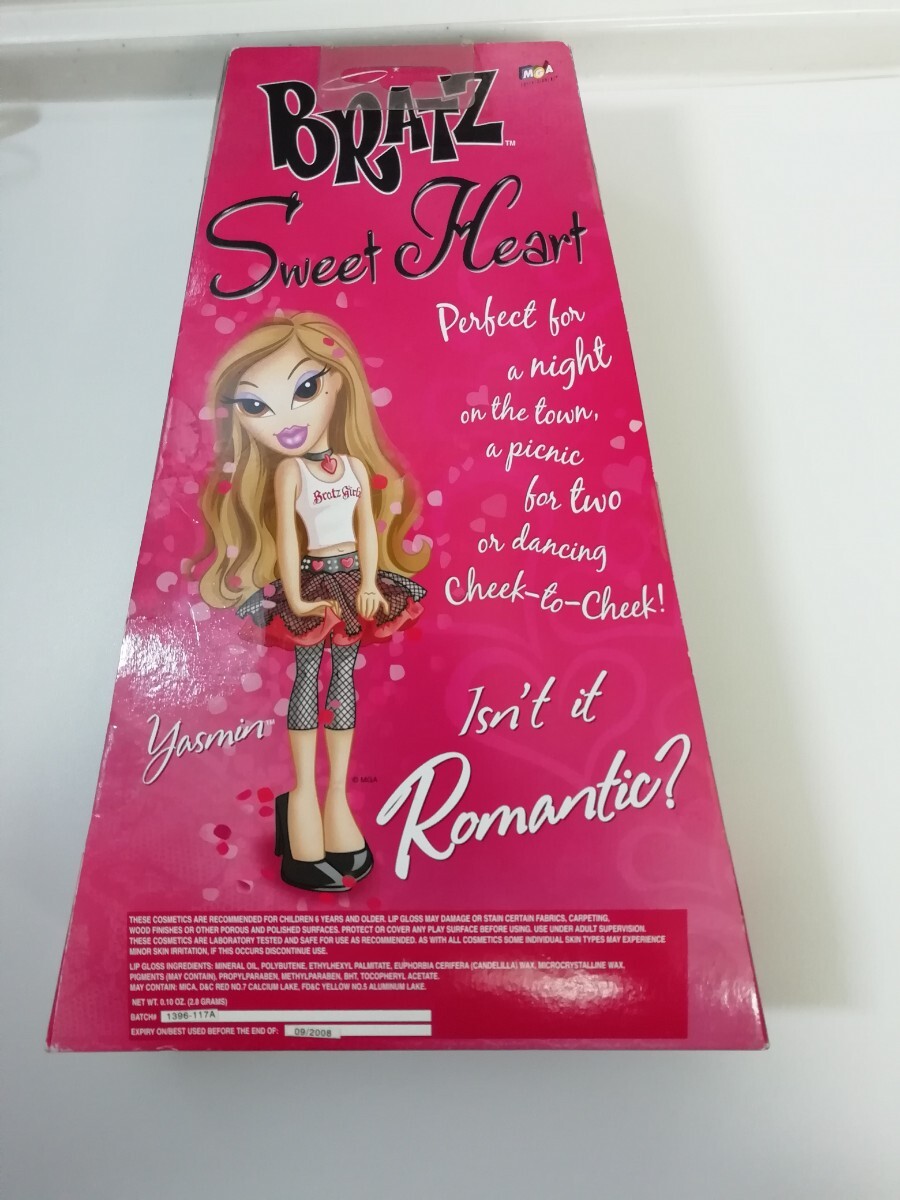 BRATZ™
MGA
Sweet Heart
Perfect for
a night
on the town,
a picnic
for two
or dancing
Cheek-to-Cheek!
Bratz Girlz
Isn't it
Romantic?
Yasmin™
© MGA
THESE COSMETICS ARE RECOMMENDED FOR CHILDREN 6 YEARS AND OLDER. LIP GLOSS MAY DAMAGE OR STAIN CERTAIN FABRICS, CARPETING,
WOOD FINISHES OR OTHER POROUS AND POLISHED SURFACES. PROTECT OR COVER ANY PLAY SURFACE BEFORE USING. USE UNDER ADULT SUPERVISION.
THESE COSMETICS ARE LABORATORY TESTED AND SAFE FOR USE AS RECOMMENDED. AS WITH ALL COSMETICS SOME INDIVIDUAL SKIN TYPES MAY EXPERIENCE
MINOR SKIN IRRITATION, IF THIS OCCURS DISCONTINUE USE.
LIP GLOSS INGREDIENTS: MINERAL OIL, POLYBUTENE, ETHYLHEXYL PALMITATE, EUPHORBIA CERIFERA (CANDELILLA) WAX, MICROCRYSTALLINE WAX,
PIGMENTS (MAY CONTAIN), PROPYLPARABEN, METHYLPARABEN, BHT, TOCOPHERYL ACETATE.
MAY CONTAIN: MICA, D&C RED NO.7 CALCIUM LAKE, FD&C YELLOW NO.5 ALUMINUM LAKE.
NET WT. 0.10 OZ. (2.8 GRAMS)
BATCH# 1396-117A
EXPIRY ON/BEST USED BEFORE THE END OF: 09/2008